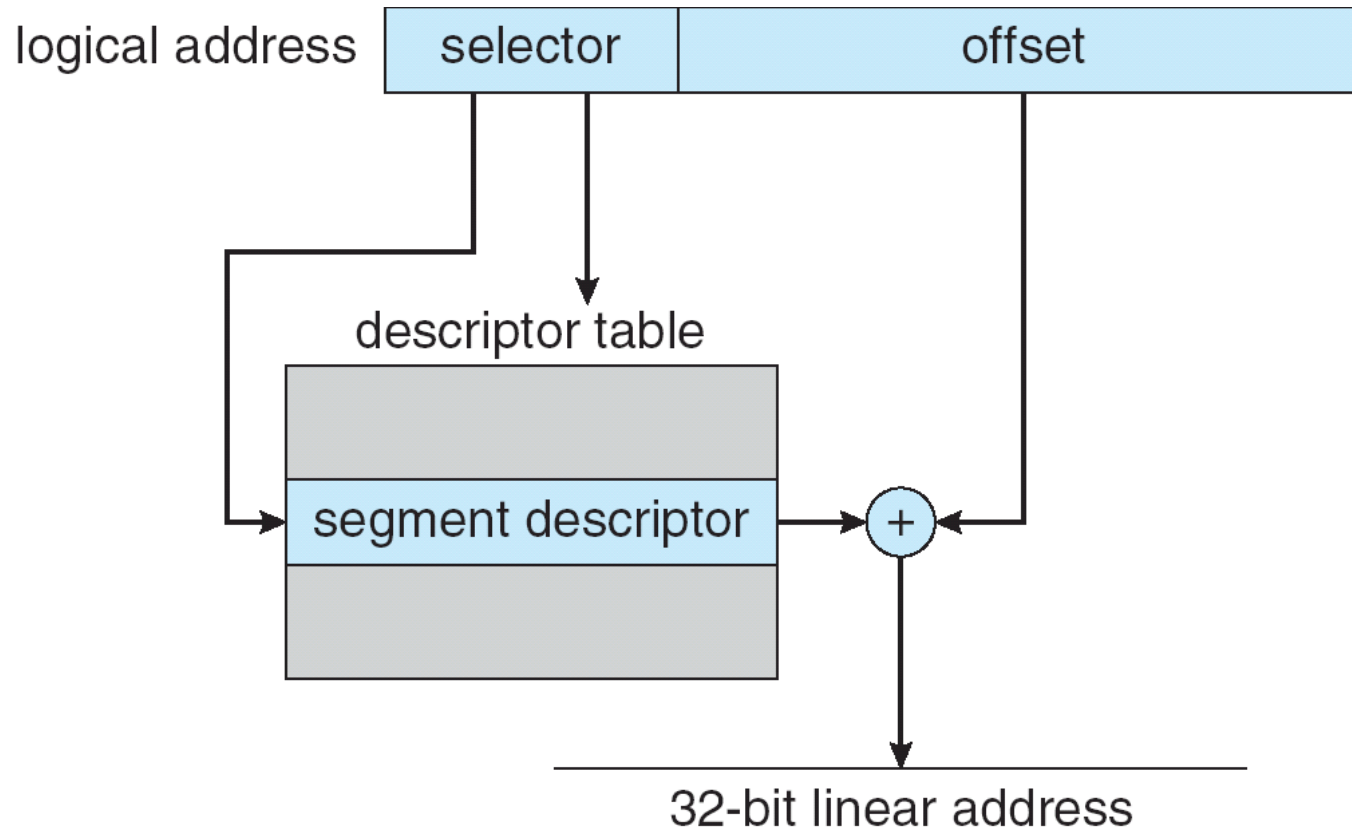 logical address selector offset
descriptor table
segment descriptor +
32-bit linear address